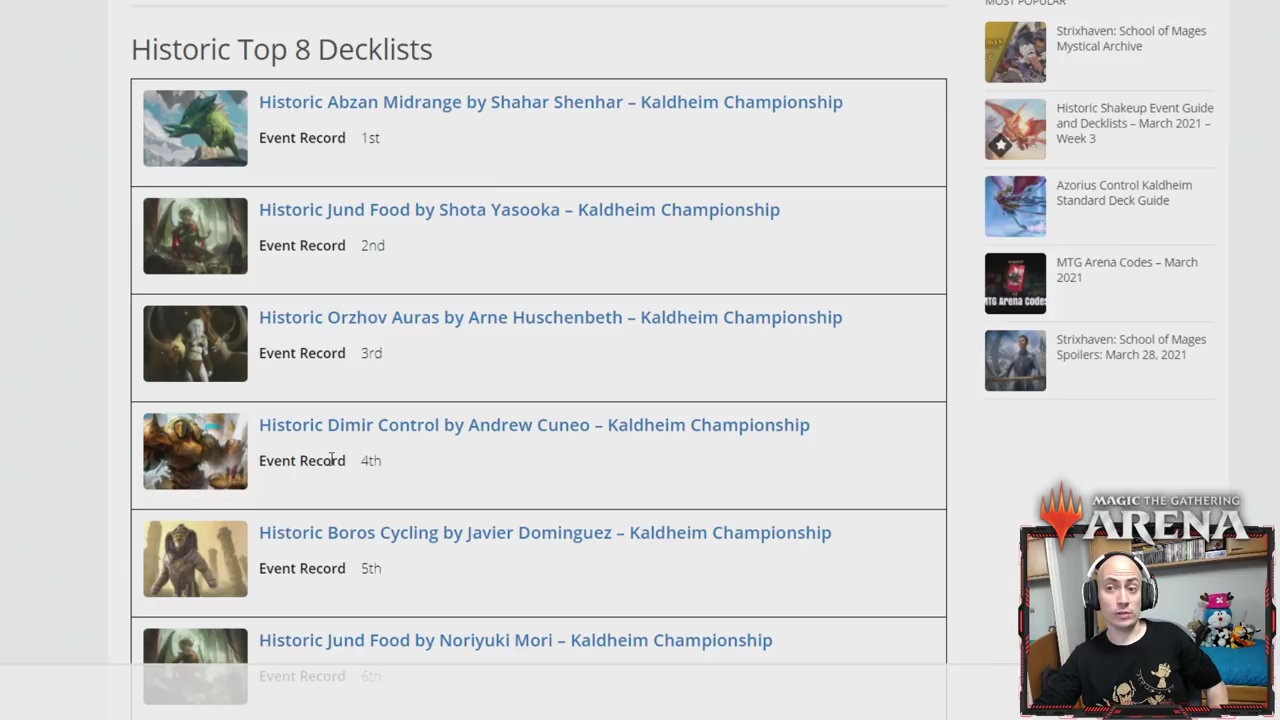 MOST POPULAR
Historic Top 8 Decklists
Historic Abzan Midrange by Shahar Shenhar – Kaldheim Championship
Event Record 1st
Historic Jund Food by Shota Yasooka – Kaldheim Championship
Event Record 2nd
Historic Orzhov Auras by Arne Huschenbeth – Kaldheim Championship
Event Record 3rd
Historic Dimir Control by Andrew Cuneo – Kaldheim Championship
Event Record 4th
Historic Boros Cycling by Javier Dominguez – Kaldheim Championship
Event Record 5th
Historic Jund Food by Noriyuki Mori – Kaldheim Championship
Event Record 6th
Strixhaven: School of Mages
Mystical Archive
Historic Shakeup Event Guide
and Decklists – March 2021 –
Week 3
Azorius Control Kaldheim
Standard Deck Guide
MTG Arena Codes
MTG Arena Codes – March
2021
Strixhaven: School of Mages
Spoilers: March 28, 2021
MAGIC THE GATHERING
ARENA